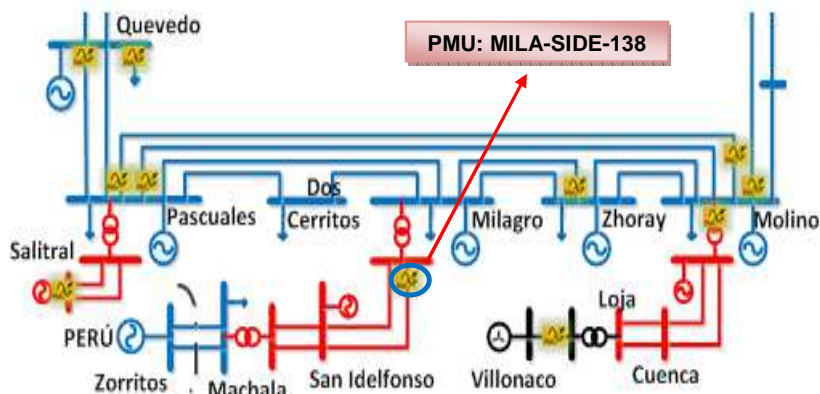 Quevedo
PMU: MILA-SIDE-138
Dos
Pascuales
Cerritos
Milagro
Zhoray
Molino
Salitral
Loja
PERÚ
Zorritos
Machala
San Idelfonso
Villonaco
Cuenca